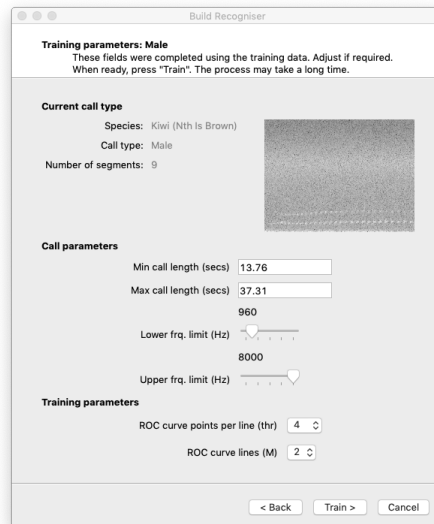 Build Recogniser
Training parameters: Male
These fields were completed using the training data. Adjust if required.
When ready, press "Train". The process may take a long time.
Current call type
Species: Kiwi (Nth Is Brown)
Call type: Male
Number of segments: 9
Call parameters
Min call length (secs) 13.76
Max call length (secs) 37.31
960
Lower frq. limit (Hz)
8000
Upper frq. limit (Hz)
Training parameters
ROC curve points per line (thr) 4
ROC curve lines (M) 2
< Back Train > Cancel